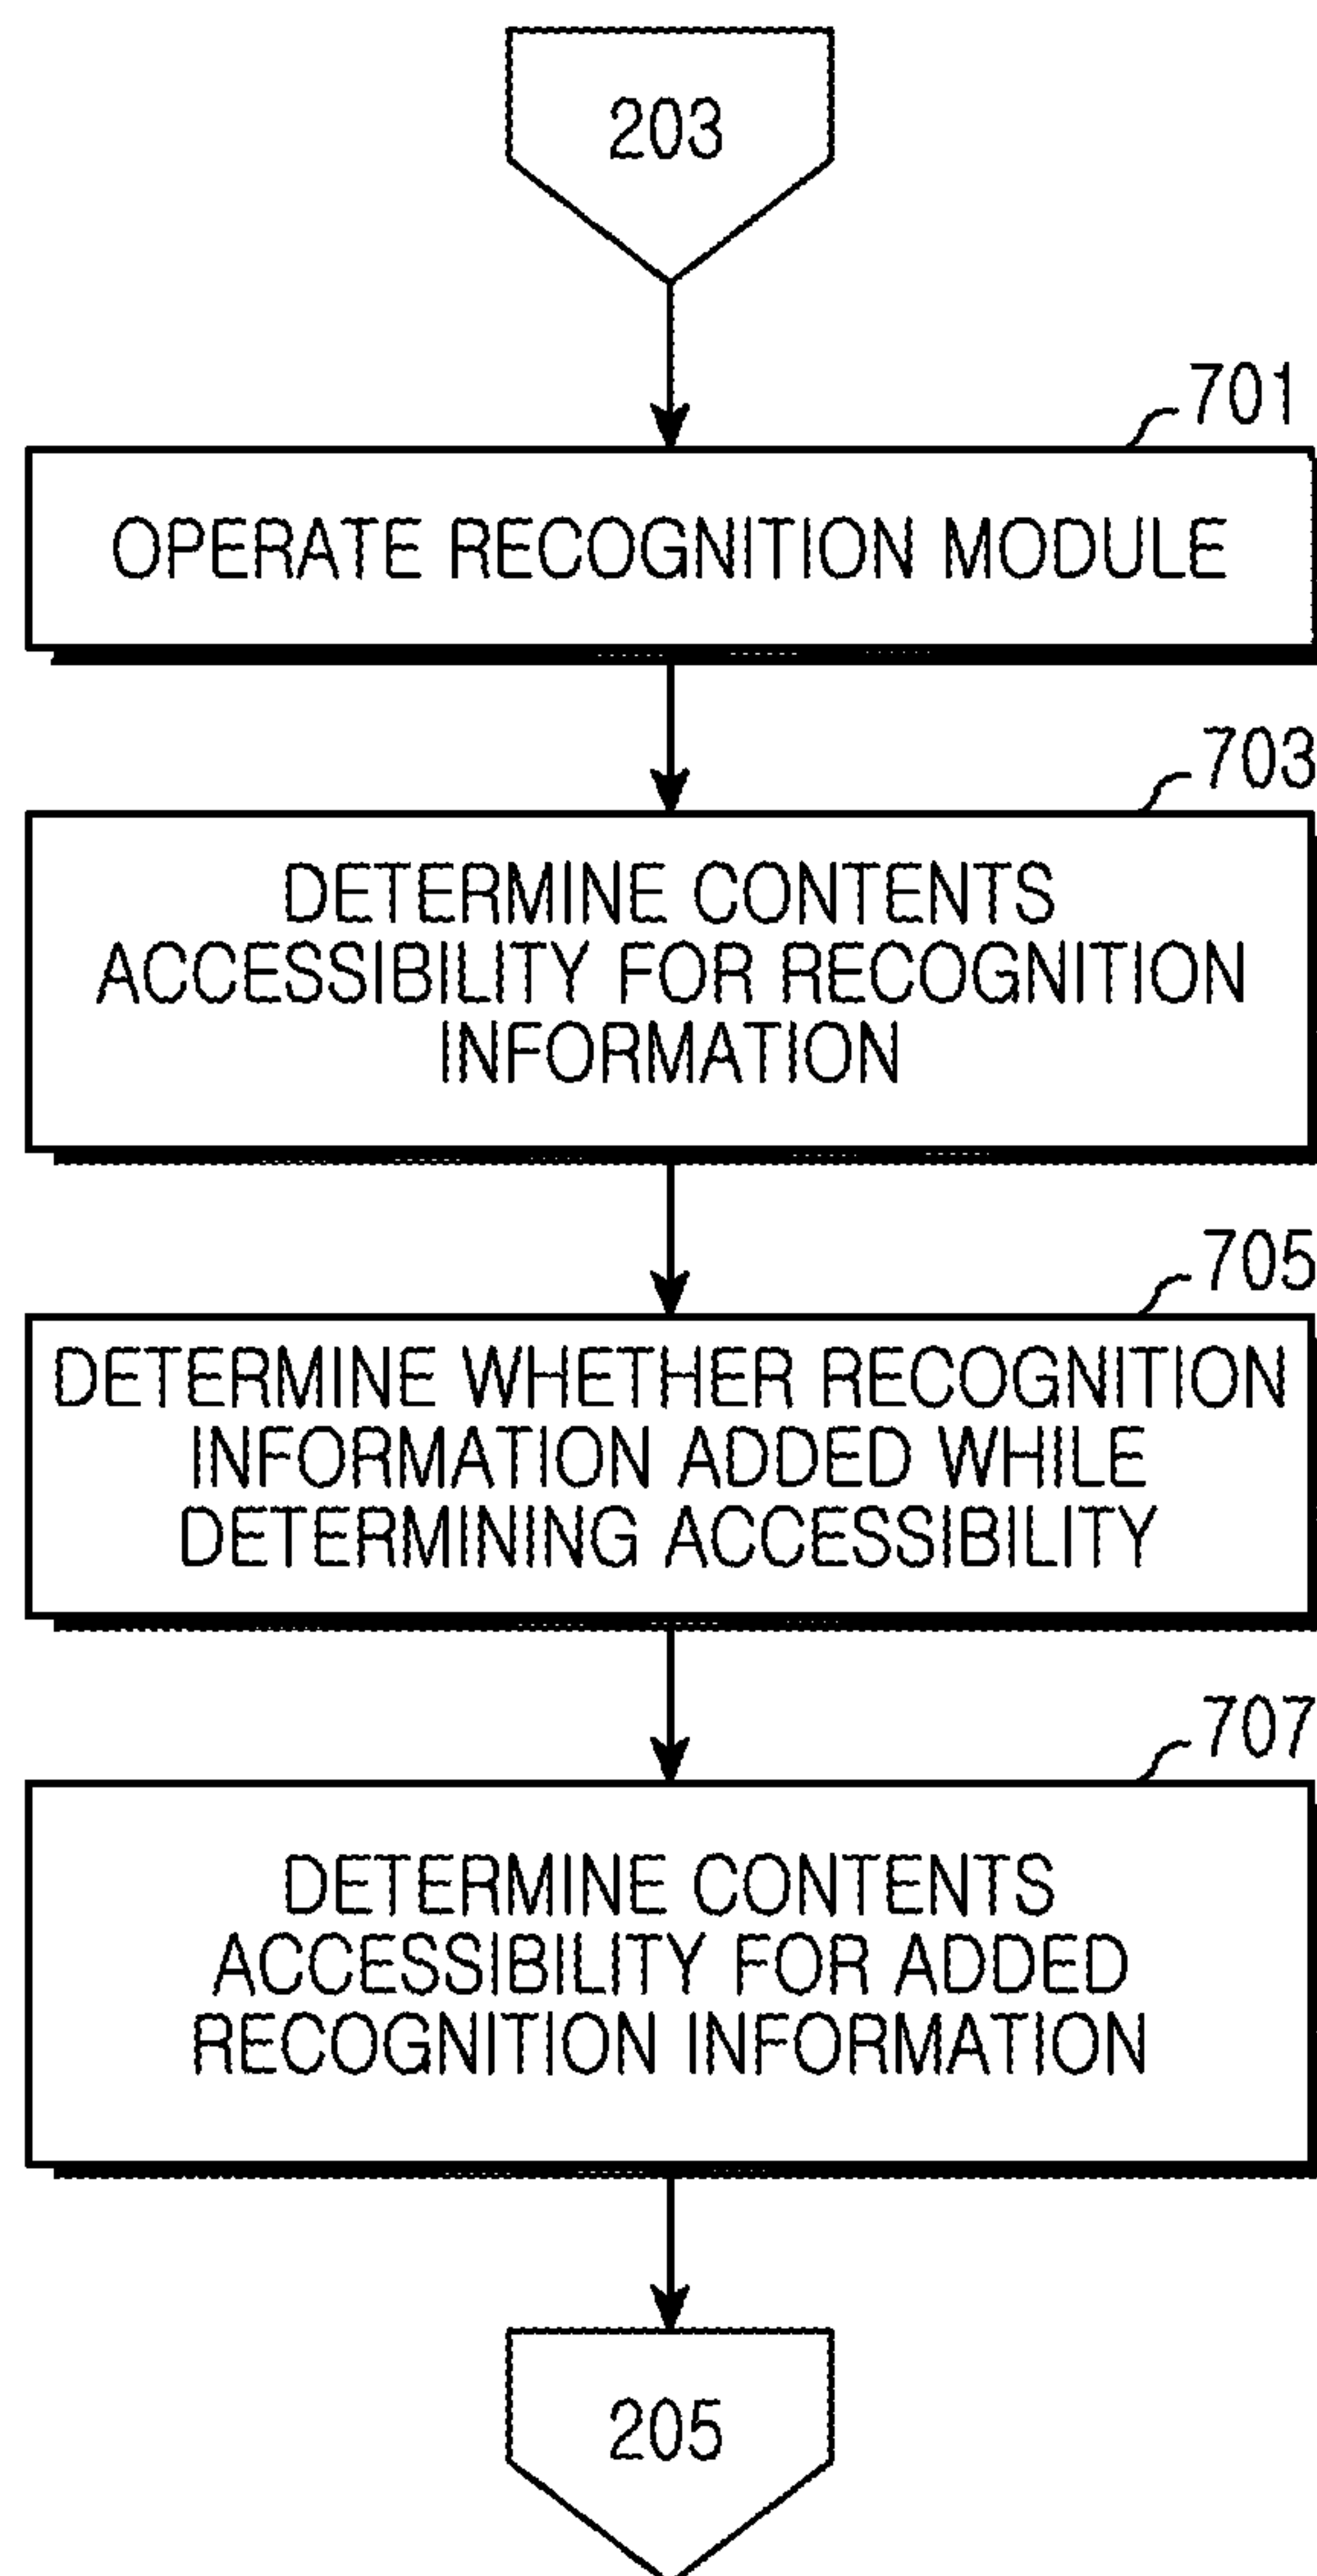 203
701
OPERATE RECOGNITION MODULE
703
DETERMINE CONTENTS
ACCESSIBILITY FOR RECOGNITION
INFORMATION
705
DETERMINE WHETHER RECOGNITION
INFORMATION ADDED WHILE
DETERMINING ACCESSIBILITY
707
DETERMINE CONTENTS
ACCESSIBILITY FOR ADDED
RECOGNITION INFORMATION
205